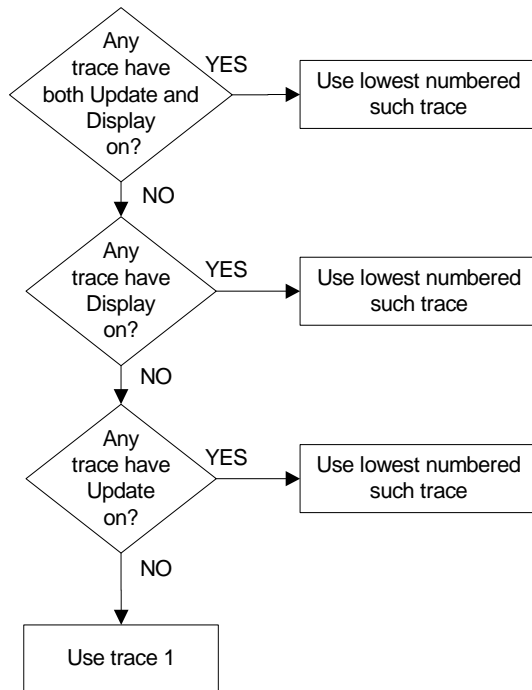 Any
trace have
both Update and
Display
on?
YES
Use lowest numbered
such trace
NO
Any
trace have
Display
on?
YES
Use lowest numbered
such trace
NO
Any
trace have
Update
on?
YES
Use lowest numbered
such trace
NO
Use trace 1